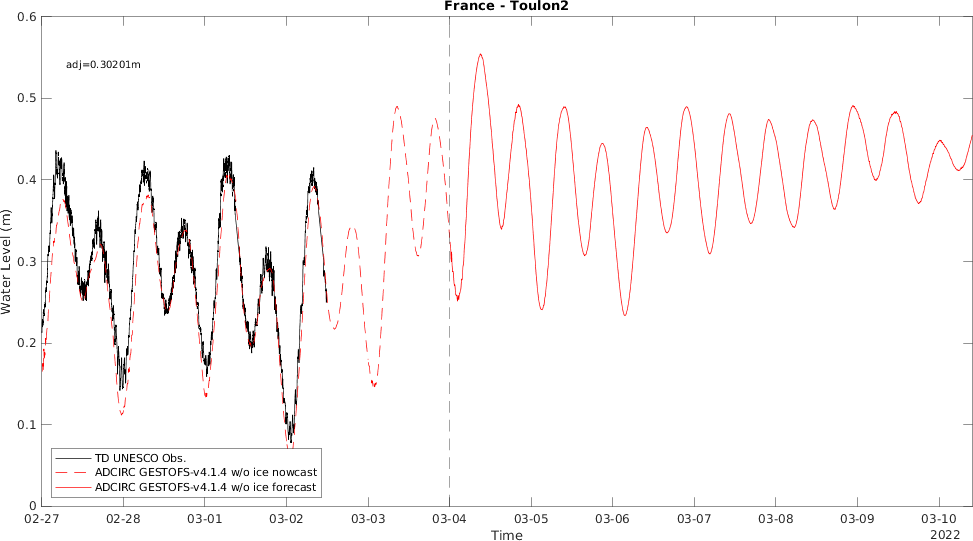 France - Toulon2
adj=0.30201m
0.6
0.5
0.4
0.3
0.2
0.1
0
Water Level (m)
TD UNESCO Obs.
ADCIRC GESTOFS-v4.1.4 w/o ice nowcast
ADCIRC GESTOFS-v4.1.4 w/o ice forecast
02-27 02-28 03-01 03-02 03-03 03-04 03-05 03-06 03-07 03-08 03-09 03-10
2022
Time